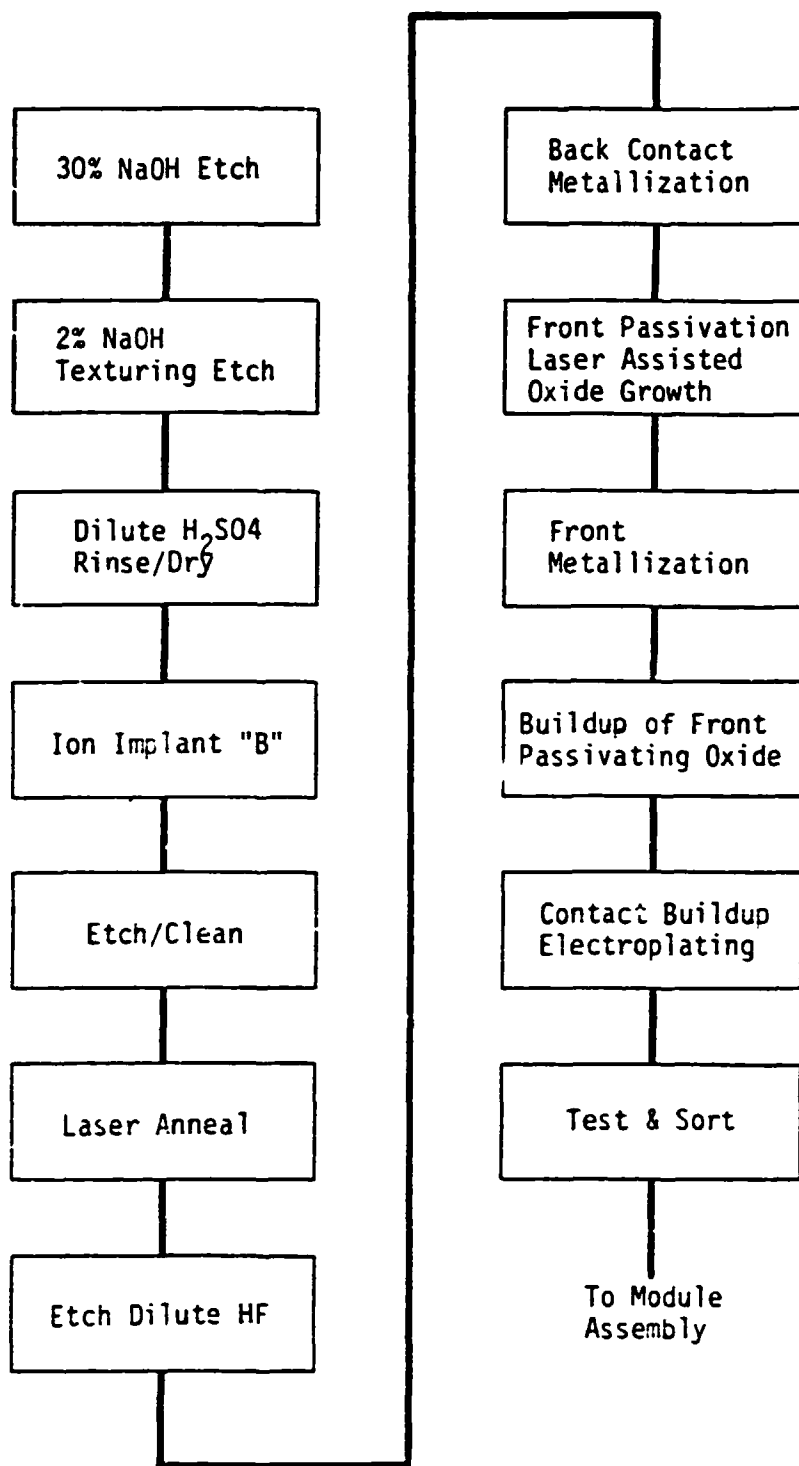 30% NaOH Etch
2% NaOH
Texturing Etch
Dilute H2SO4
Rinse/Dry
Ion Implant "B"
Etch/Clean
Laser Anneal
Etch Dilute HF
Back Contact
Metallization
Front Passivation
Laser Assisted
Oxide Growth
Front
Metallization
Buildup of Front
Passivating Oxide
Contact Buildup
Electroplating
Test & Sort
To Module
Assembly